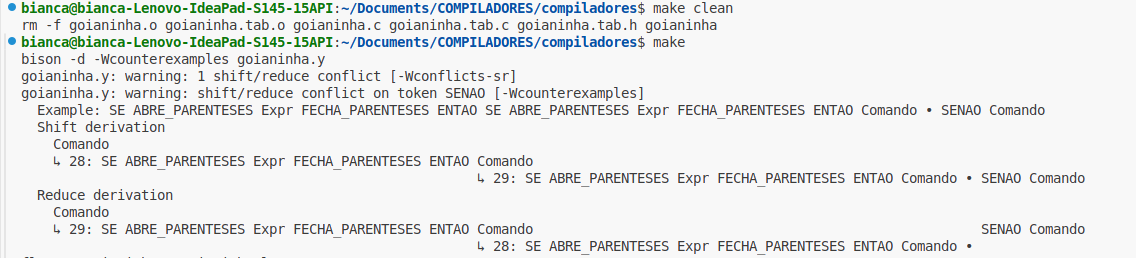 bianca@bianca-Lenovo-IdeaPad-S145-15API:~/Documents/COMPILADORES/compiladores$ make clean
rm -f goianinha.o goianinha.tab.o goianinha.c goianinha.tab.c goianinha.tab.h goianinha
bianca@bianca-Lenovo-IdeaPad-S145-15API:~/Documents/COMPILADORES/compiladores$ make
bison -d -Wcounterexamples goianinha.y
goianinha.y: warning: 1 shift/reduce conflict [-Wconflicts-sr]
goianinha.y: warning: shift/reduce conflict on token SENAO [-Wcounterexamples]
Example: SE ABRE_PARENTESES Expr FECHA_PARENTESES ENTAO SE ABRE_PARENTESES Expr FECHA_PARENTESES ENTAO Comando • SENAO Comando
Shift derivation
Comando
↳ 28: SE ABRE_PARENTESES Expr FECHA_PARENTESES ENTAO Comando
↳ 29: SE ABRE_PARENTESES Expr FECHA_PARENTESES ENTAO Comando • SENAO Comando
Reduce derivation
Comando
↳ 29: SE ABRE_PARENTESES Expr FECHA_PARENTESES ENTAO Comando SENAO Comando
↳ 28: SE ABRE_PARENTESES Expr FECHA_PARENTESES ENTAO Comando •